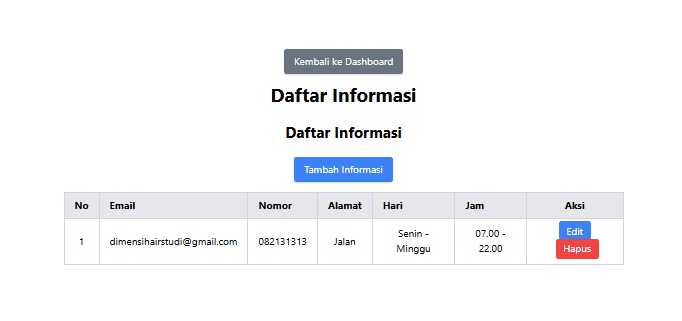 Kembali ke Dashboard
Daftar Informasi
Daftar Informasi
Tambah Informasi
No Email Nomor Alamat Hari Jam Aksi
1 dimensihairstudi@gmail.com 082131313 Jalan Senin - Minggu 07.00 - 22.00 Edit Hapus